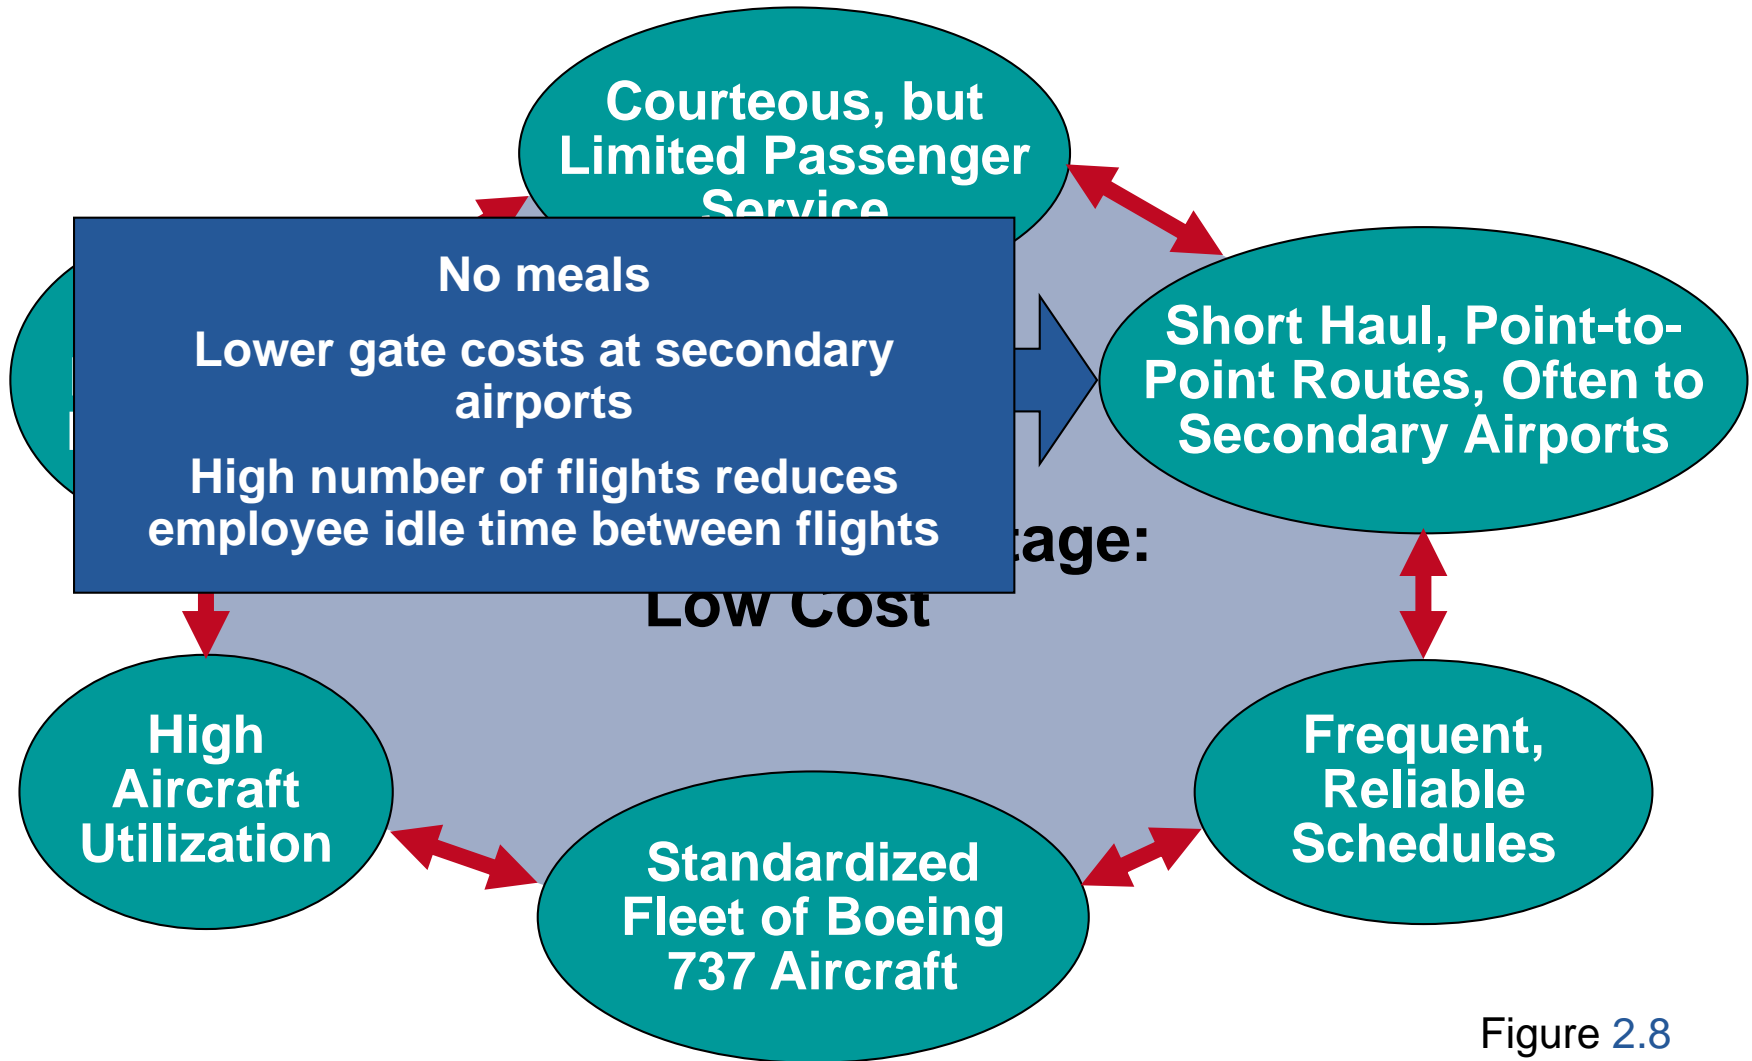 Courteous, but
Limited Passenger
Service
No meals
Lower gate costs at secondary
airports
High number of flights reduces
employee idle time between flights
Short Haul, Point-to-
Point Routes, Often to
Secondary Airports
tage:
Low Cost
High
Aircraft
Utilization
Frequent,
Reliable
Schedules
Standardized
Fleet of Boeing
737 Aircraft
Figure 2.8